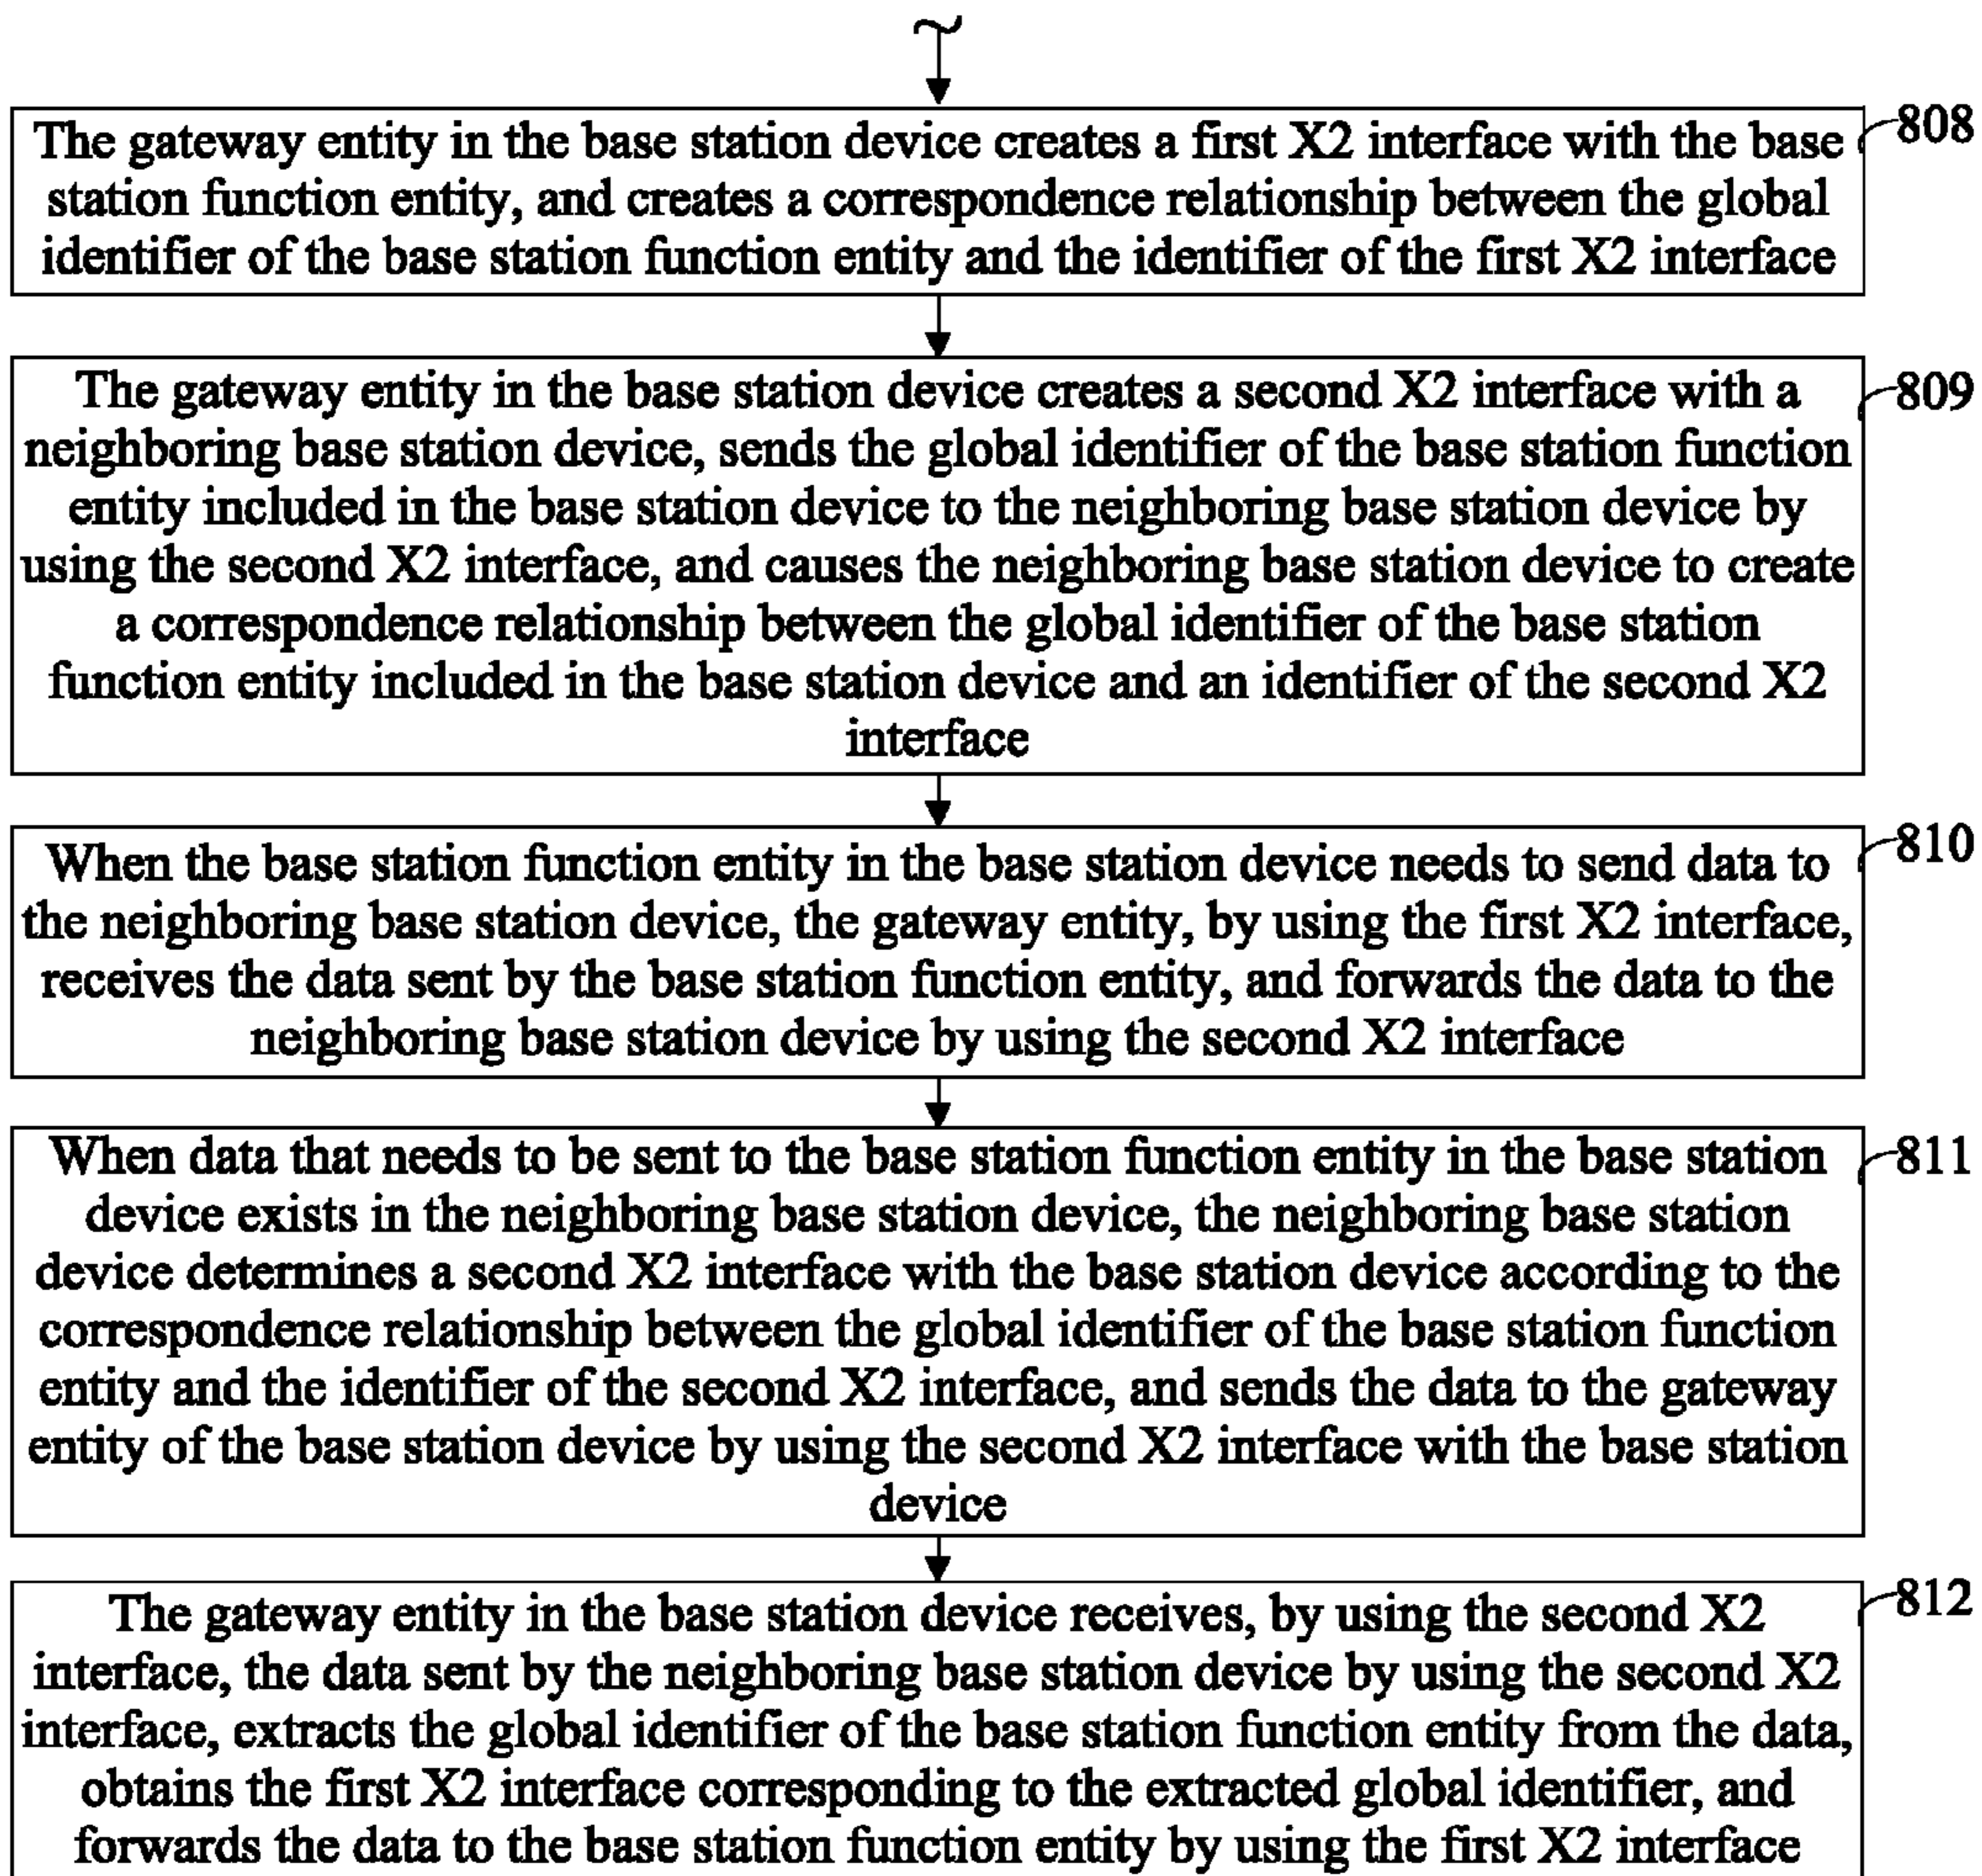 The gateway entity in the base station device creates a first X2 interface with the base
station function entity, and creates a correspondence relationship between the global
identifier of the base station function entity and the identifier of the first X2 interface
808
The gateway entity in the base station device creates a second X2 interface with a
neighboring base station device, sends the global identifier of the base station function
entity included in the base station device to the neighboring base station device by
using the second X2 interface, and causes the neighboring base station device to create
a correspondence relationship between the global identifier of the base station
function entity included in the base station device and an identifier of the second X2
interface
809
When the base station function entity in the base station device needs to send data to
the neighboring base station device, the gateway entity, by using the first X2 interface,
receives the data sent by the base station function entity, and forwards the data to the
neighboring base station device by using the second X2 interface
810
When data that needs to be sent to the base station function entity in the base station
device exists in the neighboring base station device, the neighboring base station
device determines a second X2 interface with the base station device according to the
correspondence relationship between the global identifier of the base station function
entity and the identifier of the second X2 interface, and sends the data to the gateway
entity of the base station device by using the second X2 interface with the base station
device
811
The gateway entity in the base station device receives, by using the second X2
interface, the data sent by the neighboring base station device by using the second X2
interface, extracts the global identifier of the base station function entity from the data,
obtains the first X2 interface corresponding to the extracted global identifier, and
forwards the data to the base station function entity by using the first X2 interface
812